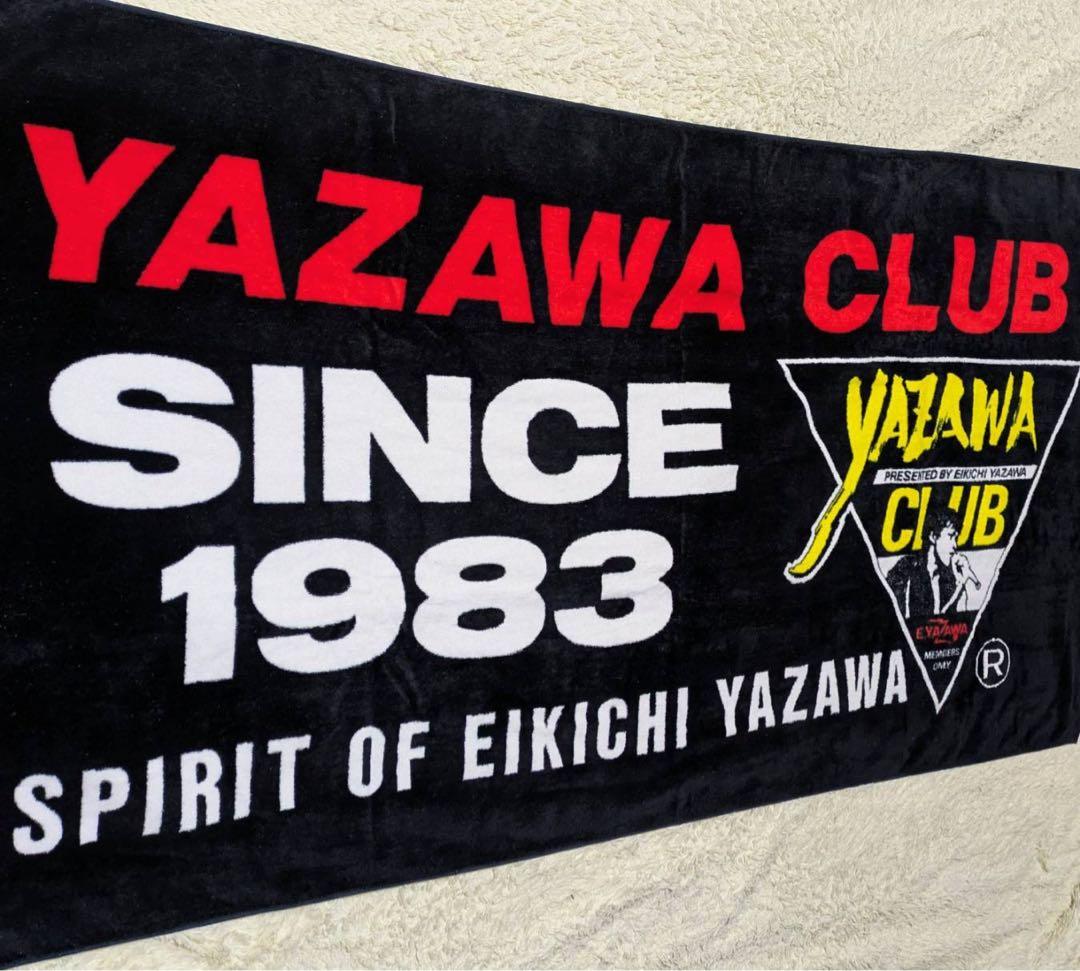 YAZAWA CLUB
SINCE
1983
SPIRIT OF EIKICHI YAZAWA
YAZAWA
PRESENTED BY EIKICHI YAZAWA
CLUB
E.YAZAWA
MEMBERS
ONLY
®